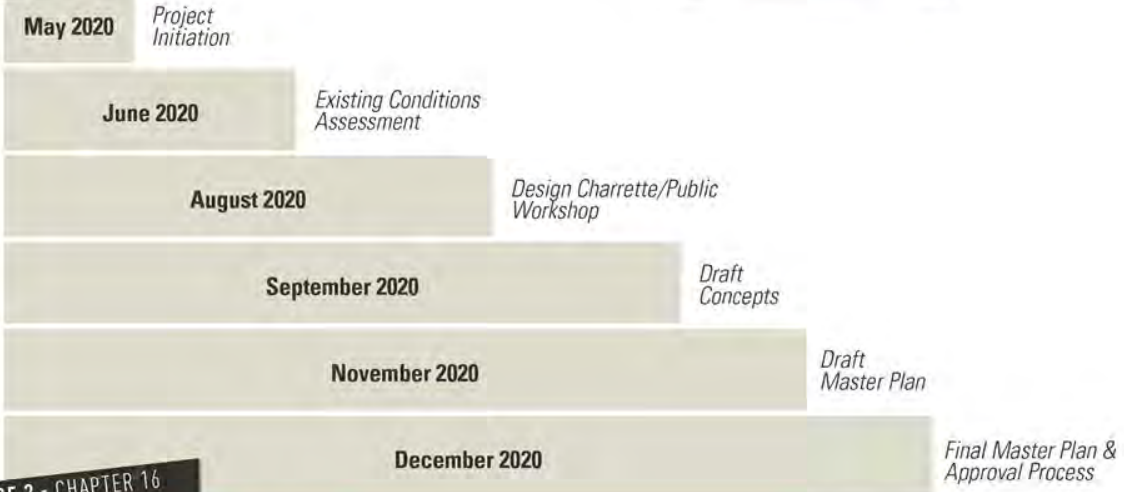 May 2020
Project
Initiation
June 2020
Existing Conditions
Assessment
August 2020
Design Charrette/Public
Workshop
September 2020
Draft
Concepts
November 2020
Draft
Master Plan
December 2020
Final Master Plan &
Approval Process
2 - CHAPTER 16